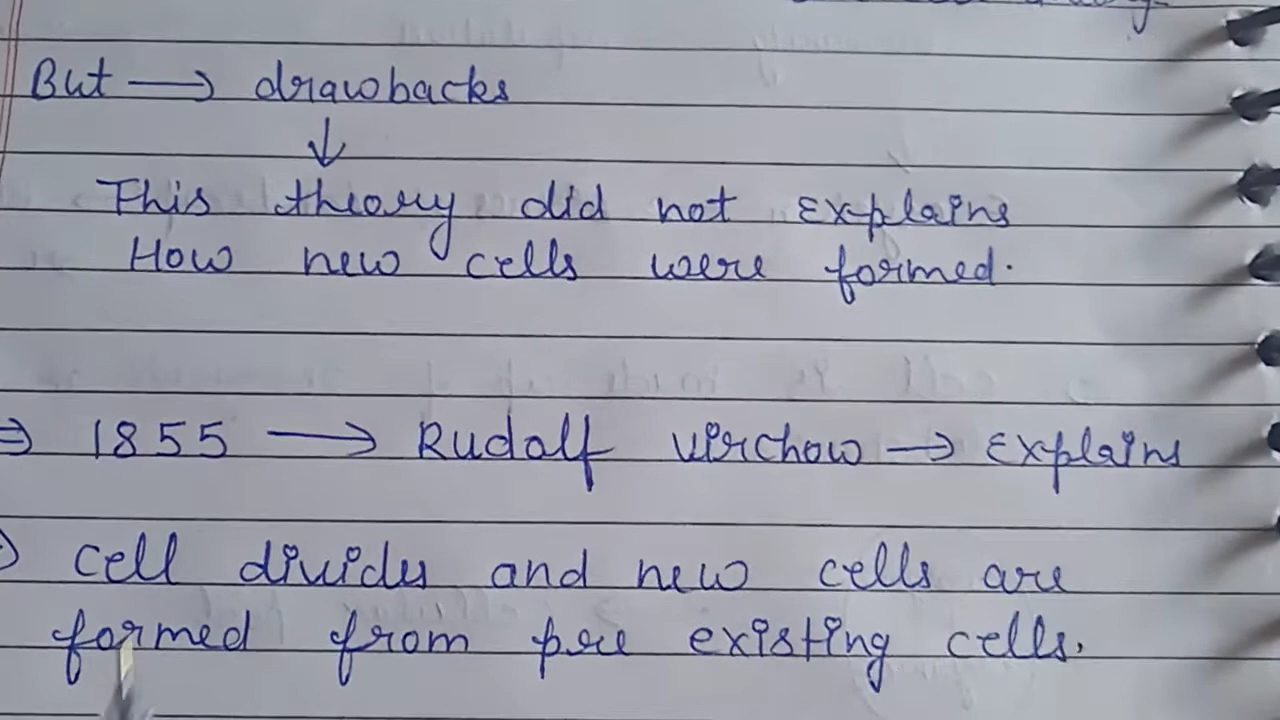 But → drawbacks
↓
This theory did not Explains
How new cells were formed.
⇒ 1855 → Rudolf virchow → Explains
cell divides and new cells are
formed from pre existing cells.